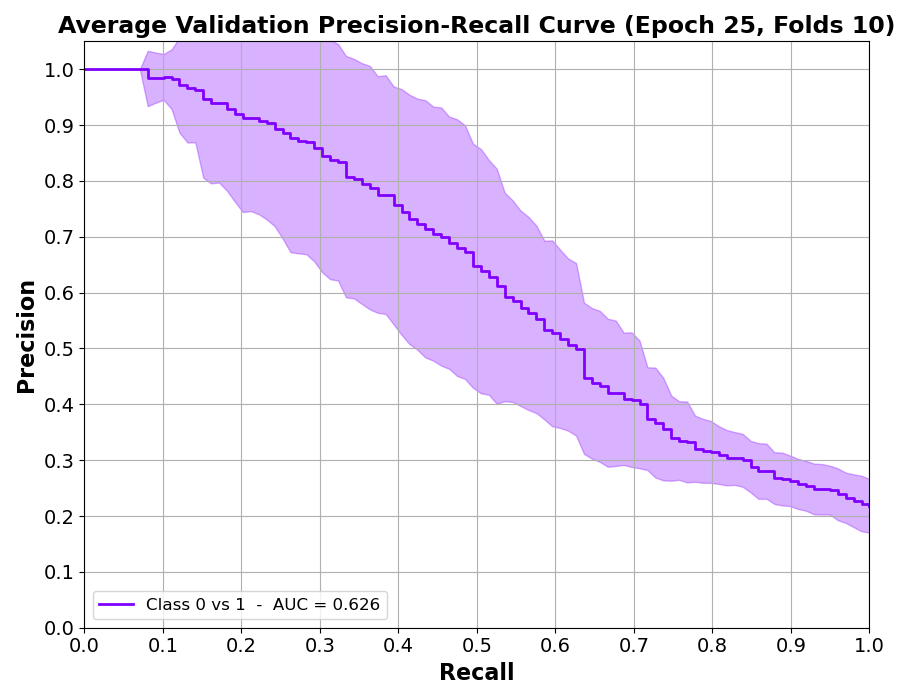 Average Validation Precision-Recall Curve (Epoch 25, Folds 10)
1.0
0.9
0.8
0.7
0.6
0.5
0.4
0.3
0.2
0.1
0.0
Precision
Class 0 vs 1 - AUC = 0.626
0.0 0.1 0.2 0.3 0.4 0.5 0.6 0.7 0.8 0.9 1.0
Recall